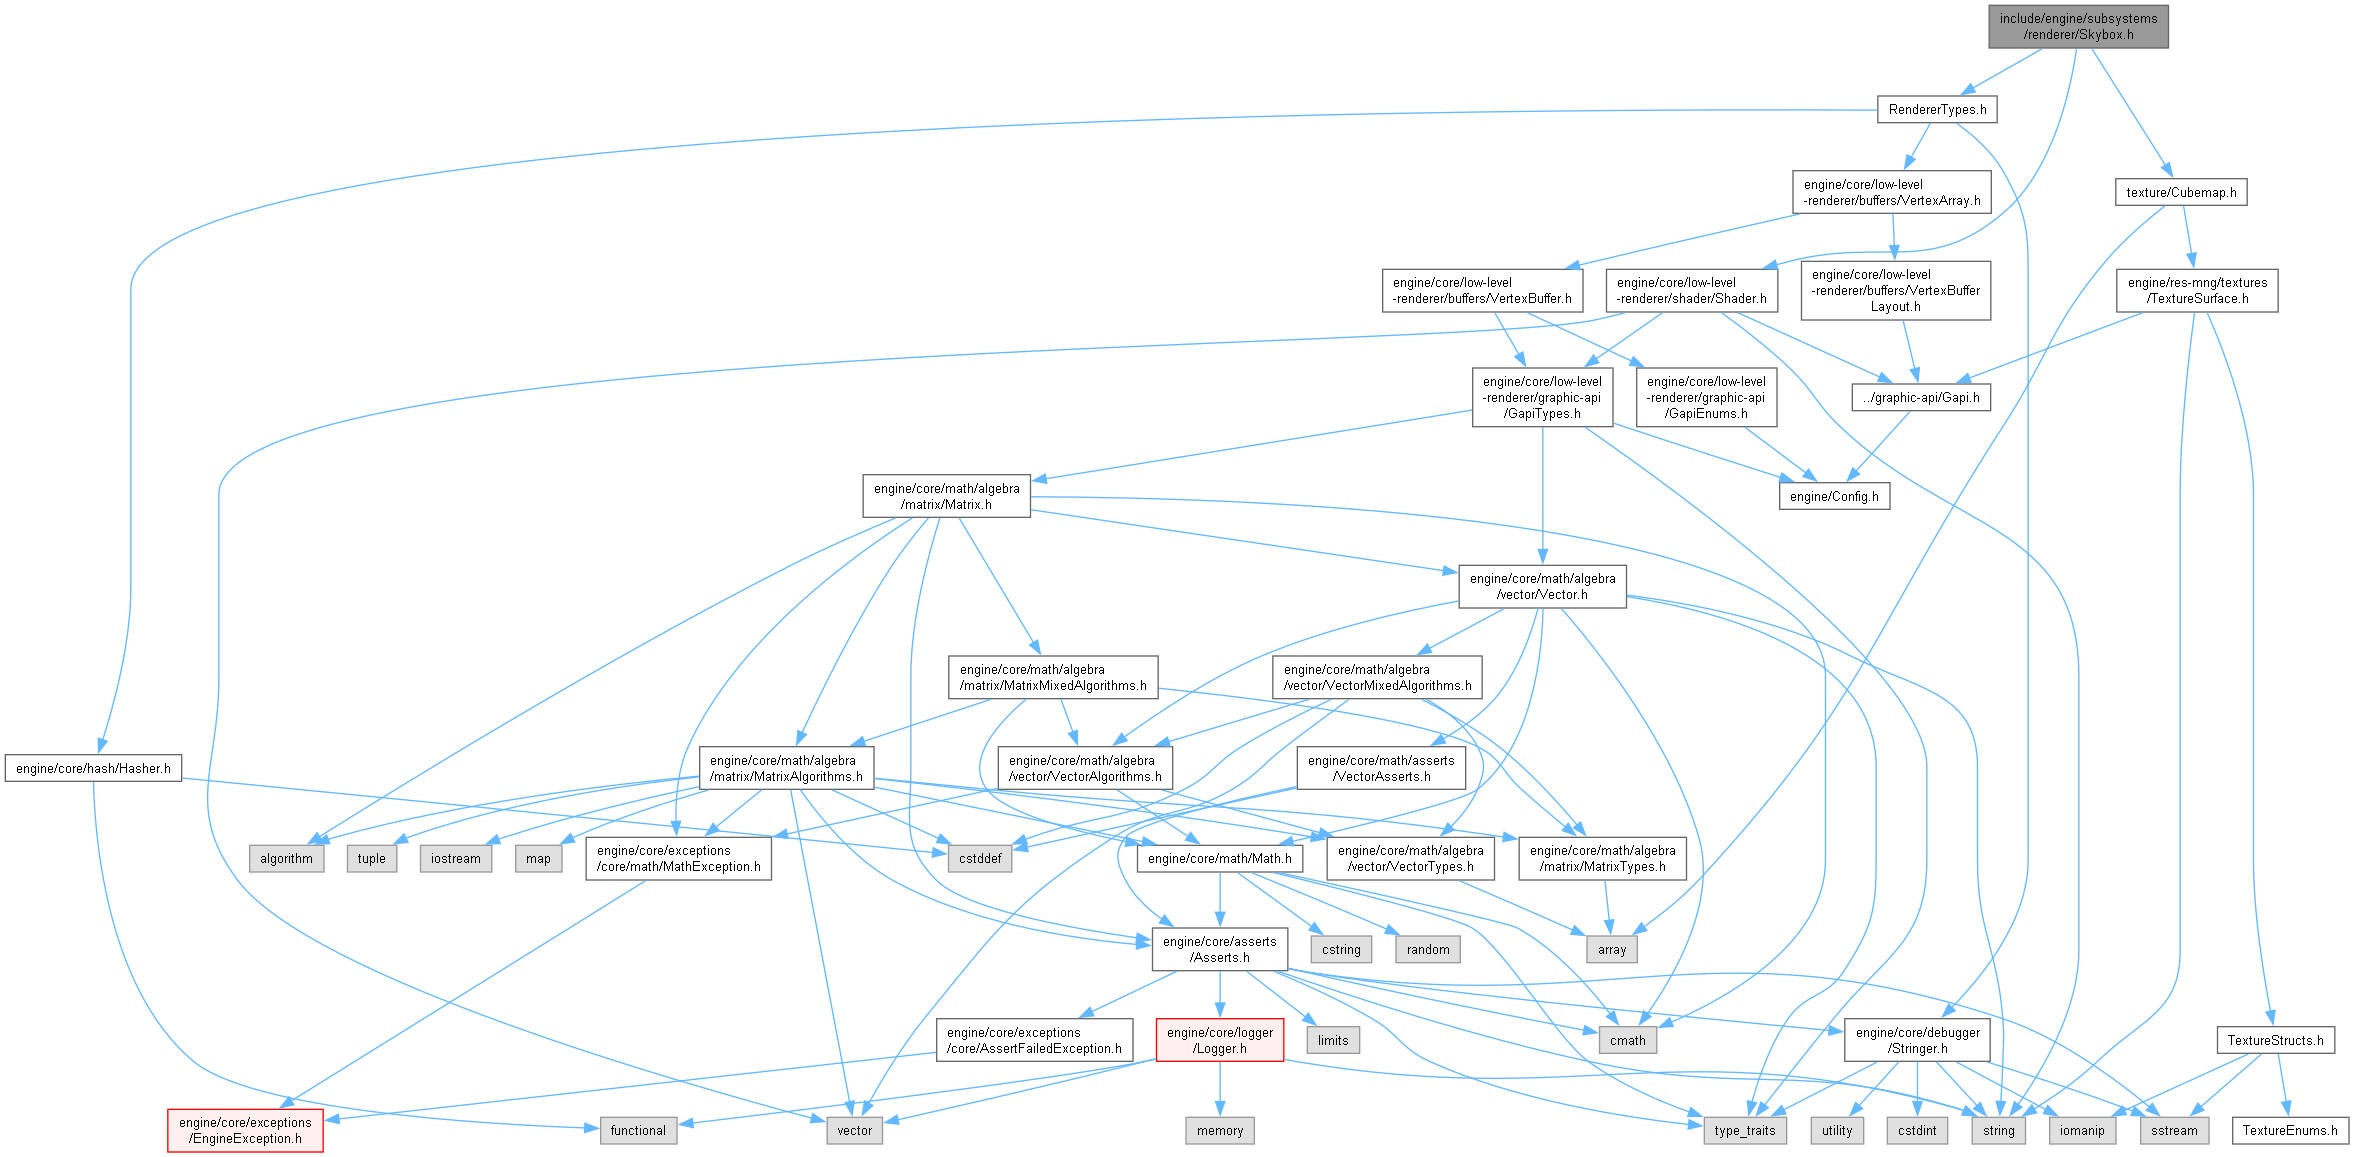 include/engine/subsystems
/renderer/Skybox.h
RendererTypes.h
engine/core/low-level
-renderer/buffers/VertexArray.h
texture/Cubemap.h
engine/core/low-level
-renderer/buffers/VertexBuffer.h
engine/core/low-level
-renderer/shader/Shader.h
engine/core/low-level
-renderer/buffers/VertexBuffer
Layout.h
engine/res-mng/textures
/TextureSurface.h
engine/core/low-level
-renderer/graphic-api
/GapiTypes.h
engine/core/low-level
-renderer/graphic-api
/GapiEnums.h
../graphic-api/Gapi.h
engine/core/math/algebra
/matrix/Matrix.h
engine/Config.h
engine/core/math/algebra
/vector/Vector.h
engine/core/math/algebra
/matrix/MatrixMixedAlgorithms.h
engine/core/math/algebra
/vector/VectorMixedAlgorithms.h
engine/core/hash/Hasher.h
engine/core/math/algebra
/matrix/MatrixAlgorithms.h
engine/core/math/algebra
/vector/VectorAlgorithms.h
engine/core/math/asserts
/VectorAsserts.h
algorithm
tuple
iostream
map
engine/core/exceptions
/core/math/MathException.h
cstddef
engine/core/math/Math.h
engine/core/math/algebra
/vector/VectorTypes.h
engine/core/math/algebra
/matrix/MatrixTypes.h
engine/core/asserts
/Asserts.h
cstring
random
array
engine/core/exceptions
/core/AssertFailedException.h
engine/core/logger
/Logger.h
limits
cmath
engine/core/debugger
/Stringer.h
TextureStructs.h
engine/core/exceptions
/EngineException.h
functional
vector
memory
type_traits
utility
cstdint
string
iomanip
sstream
TextureEnums.h